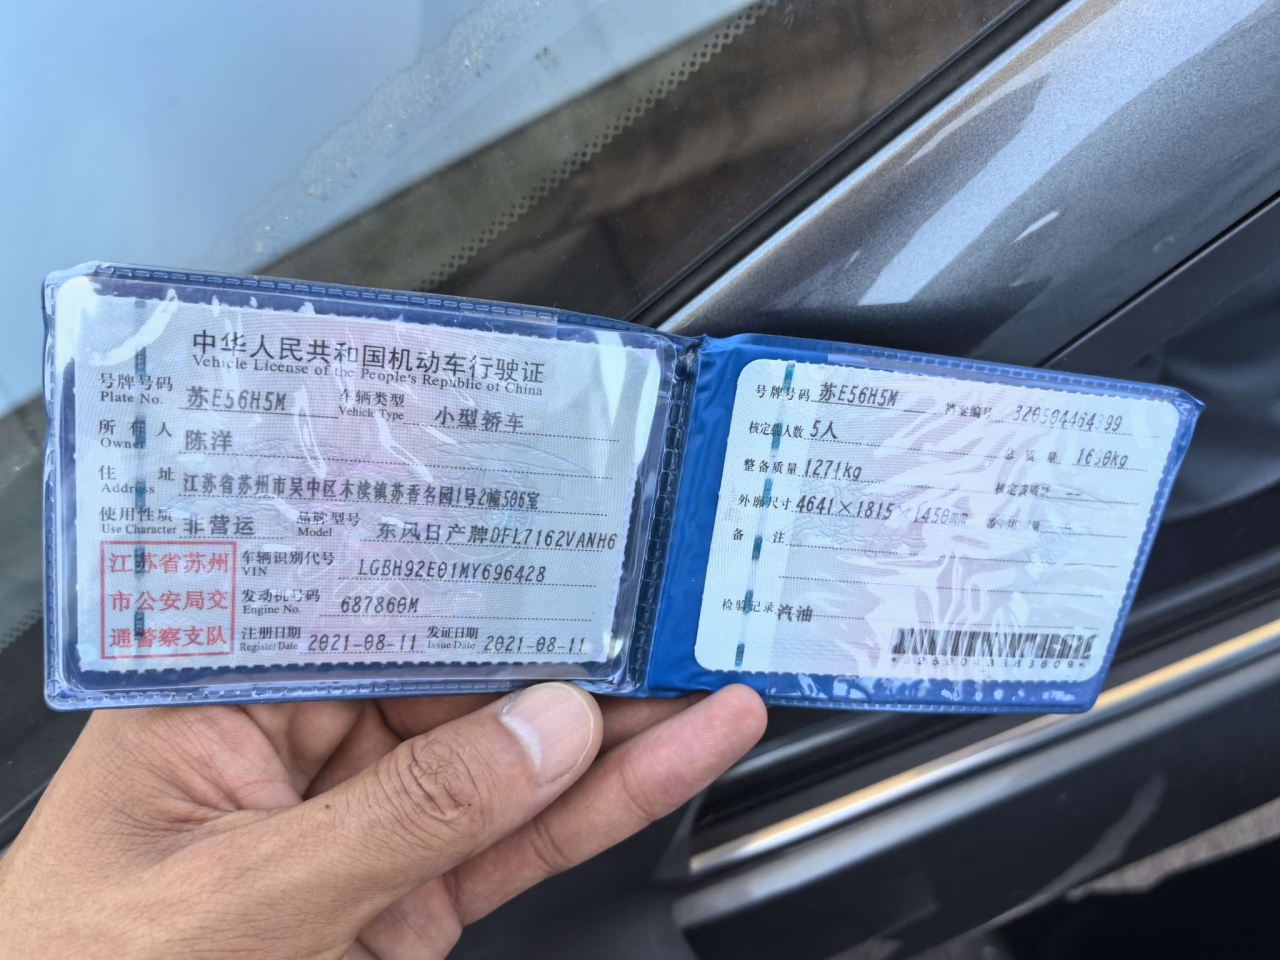 中华人民共和国机动车行驶证
Vehicle License of the People's Republic of China
号牌号码 苏E56H5M 车辆类型 小型轿车
Plate No. Vehicle Type
所有人 陈洋
Owner
住址 江苏省苏州市吴中区木渎镇苏香名园1号2幢506室
Address
使用性质 非营运 品牌型号 东风日产牌DFL7162VANH6
Use Character Model
江苏省苏州
市公安局交
通警察支队
车辆识别代号 LGBH92E01MY696428
VIN
发动机号码 687860M
Engine No.
注册日期 2021-08-11 发证日期 2021-08-11
Register Date Issue Date
号牌号码 苏E56H5M 档案编号
核定载人数 5人 总质量
整备质量 1271kg 核定载质量 --
外廓尺寸 4641×1815×1450mm --
备注
检验记录 汽油